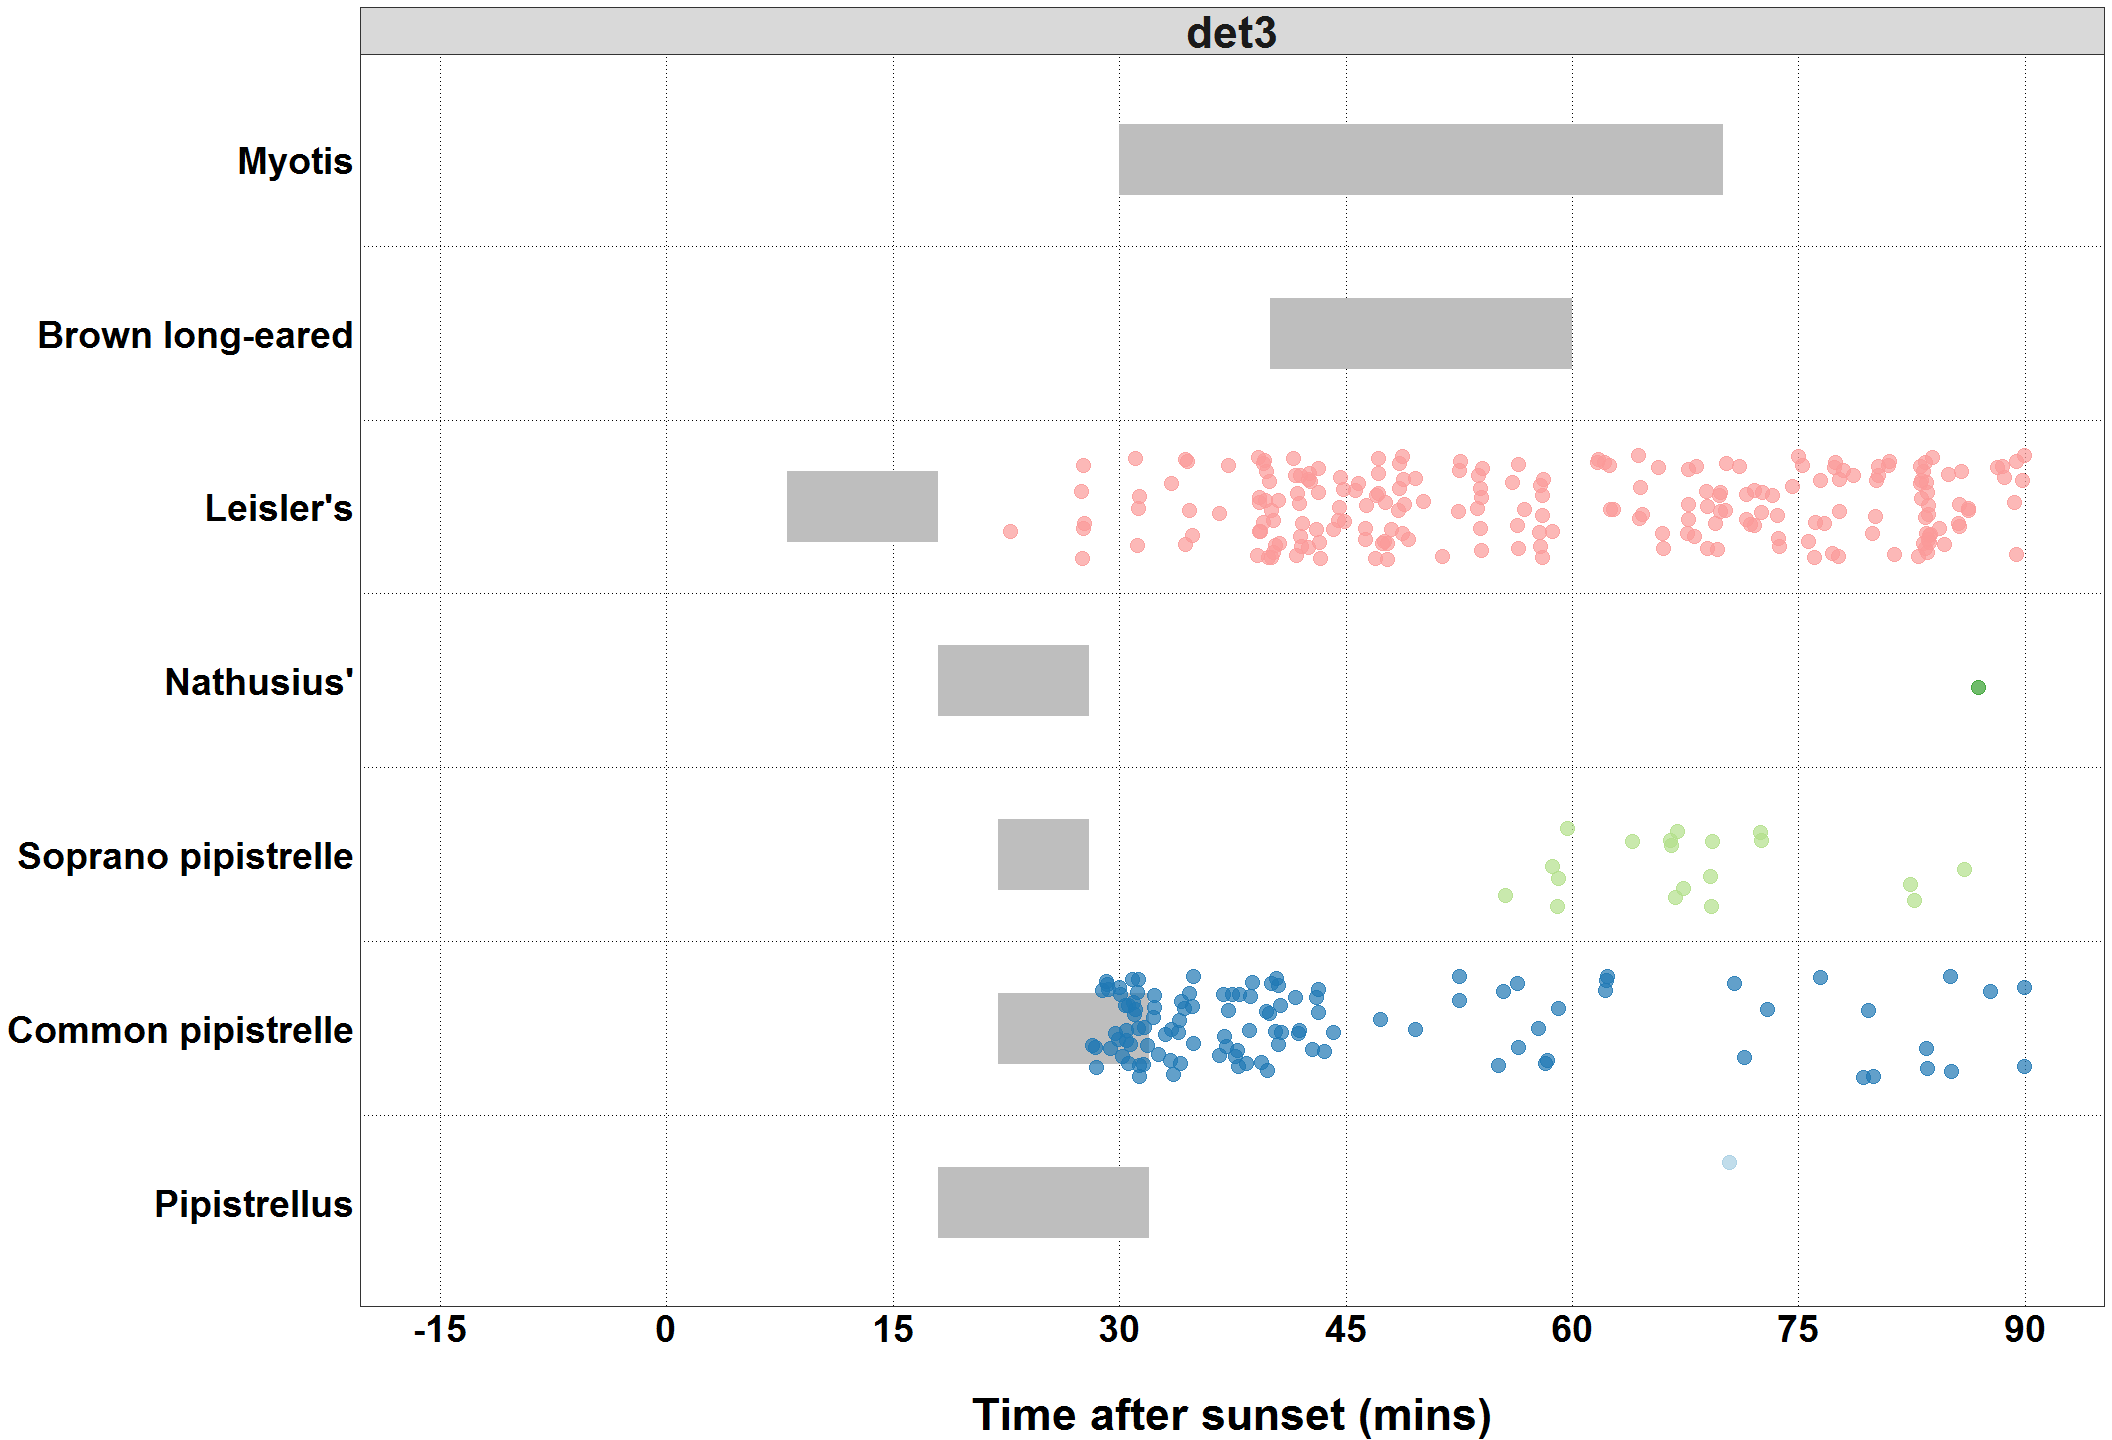 det3
Myotis
Brown long-eared
Leisler's
Nathusius'
Soprano pipistrelle
Common pipistrelle
Pipistrellus
-15 0 15 30 45 60 75 90
Time after sunset (mins)